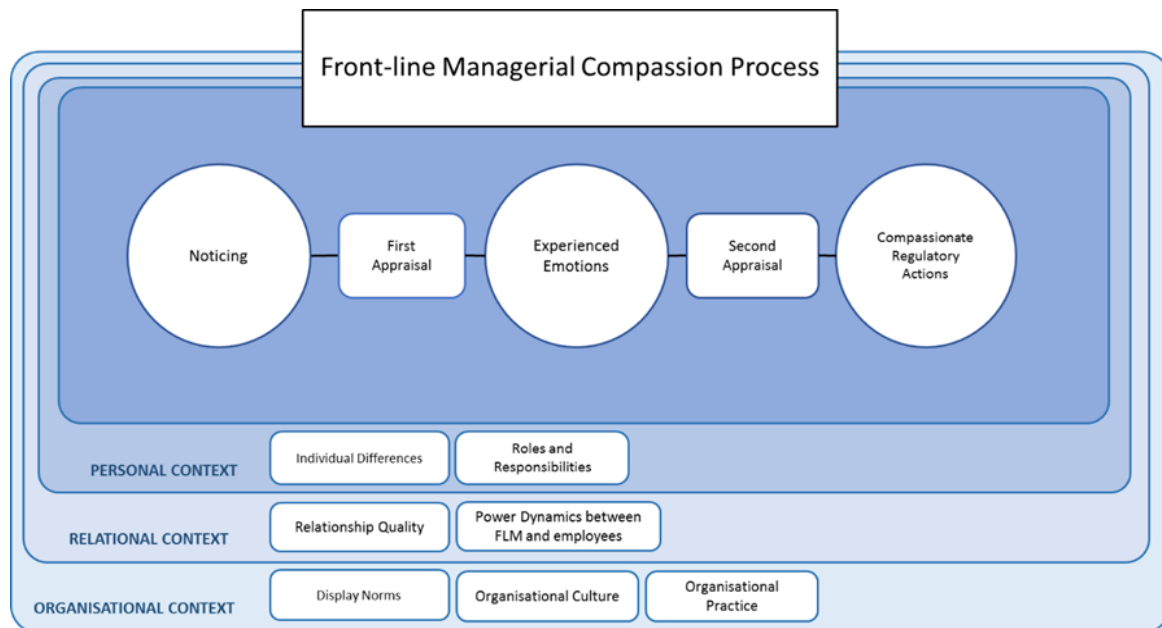 Front-line Managerial Compassion Process
Noticing
First
Appraisal
Experienced
Emotions
Second
Appraisal
Compassionate
Regulatory
Actions
PERSONAL CONTEXT
Individual Differences
Roles and
Responsibilities
RELATIONAL CONTEXT
Relationship Quality
Power Dynamics between
FLM and employees
ORGANISATIONAL CONTEXT
Display Norms
Organisational Culture
Organisational
Practice